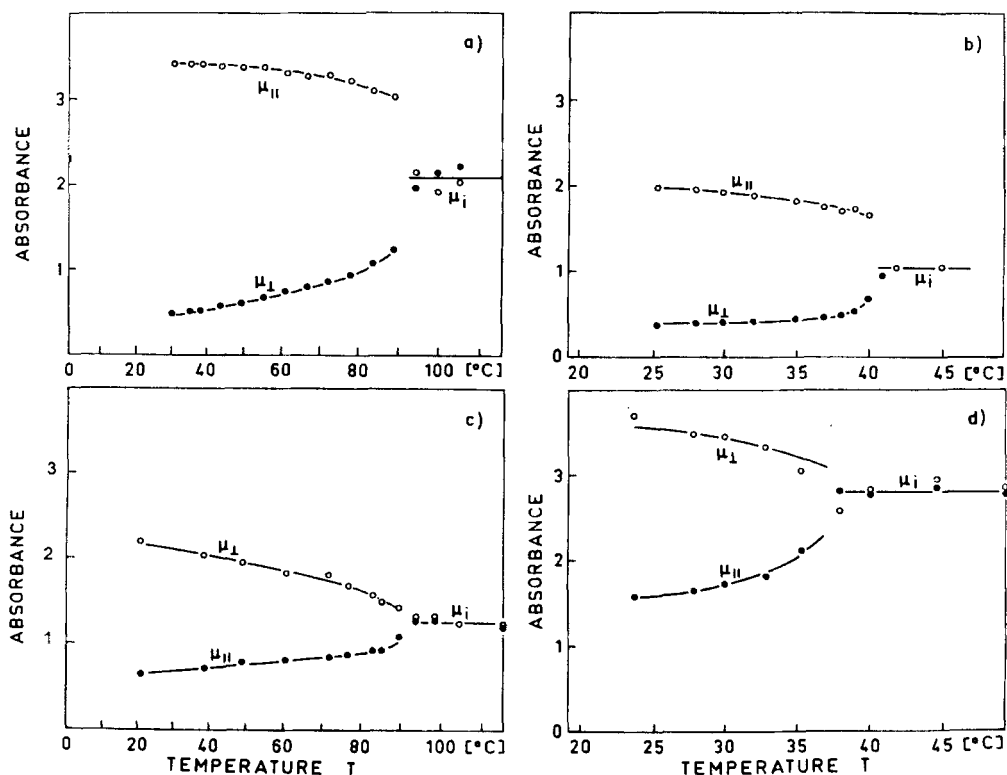 a)
3
2
1
0
ABSORBANCE
μ||
μ⊥
μi
0 20 40 60 80 100 [°C]
b)
3
2
1
0
ABSORBANCE
μ||
μ⊥
μi
20 25 30 35 40 45 [°C]
c)
3
2
1
ABSORBANCE
μ⊥
μ||
μi
0 20 40 60 80 100 [°C]
TEMPERATURE T
d)
3
2
1
0
ABSORBANCE
μ⊥
μ||
μi
20 25 30 35 40 45 [°C]
TEMPERATURE T